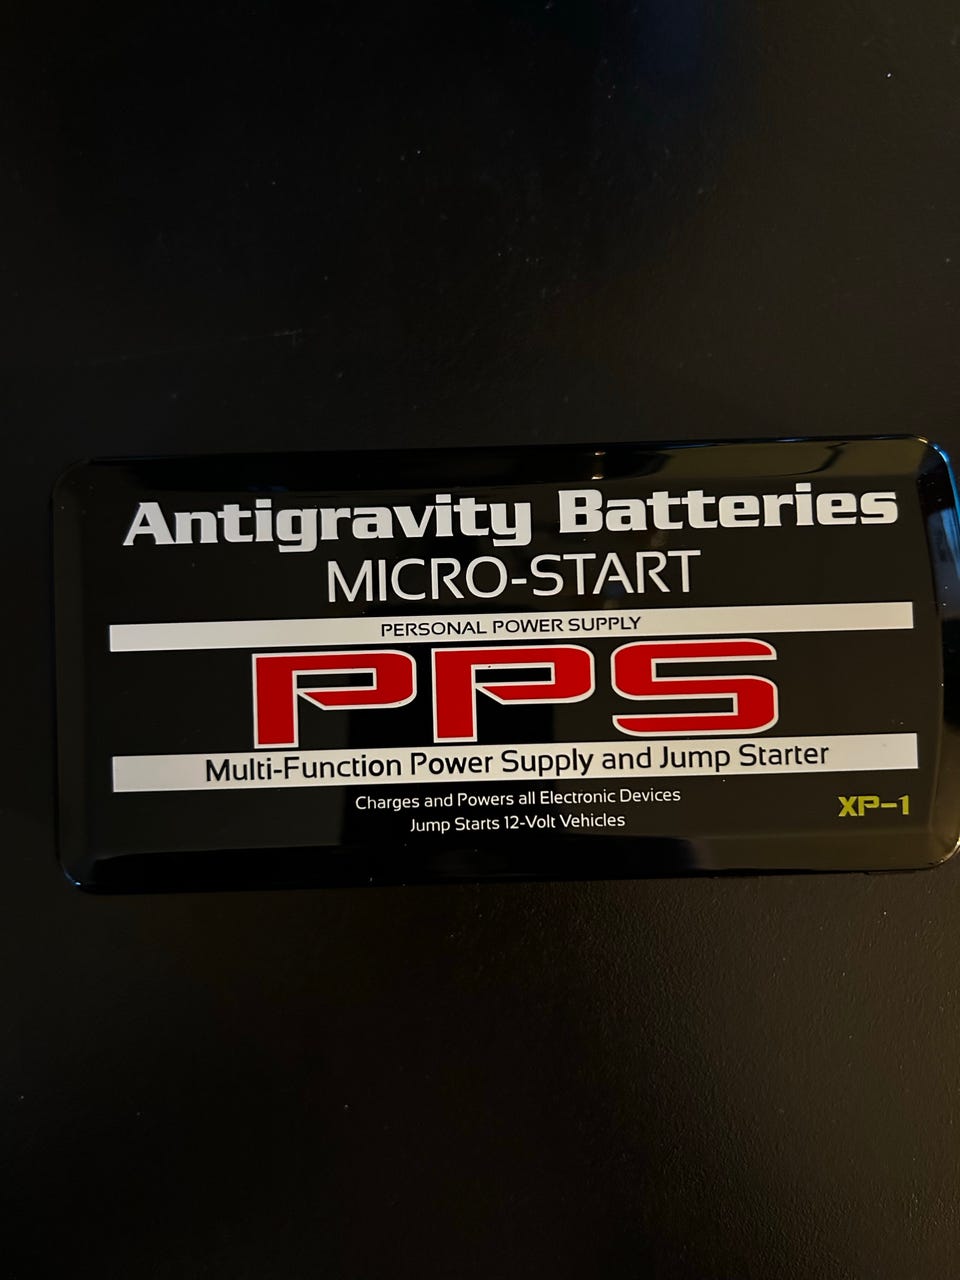 Antigravity Batteries
MICRO-START
PERSONAL POWER SUPPLY
PPS
Multi-Function Power Supply and Jump Starter
Charges and Powers all Electronic Devices
Jump Starts 12-Volt Vehicles
XP-1